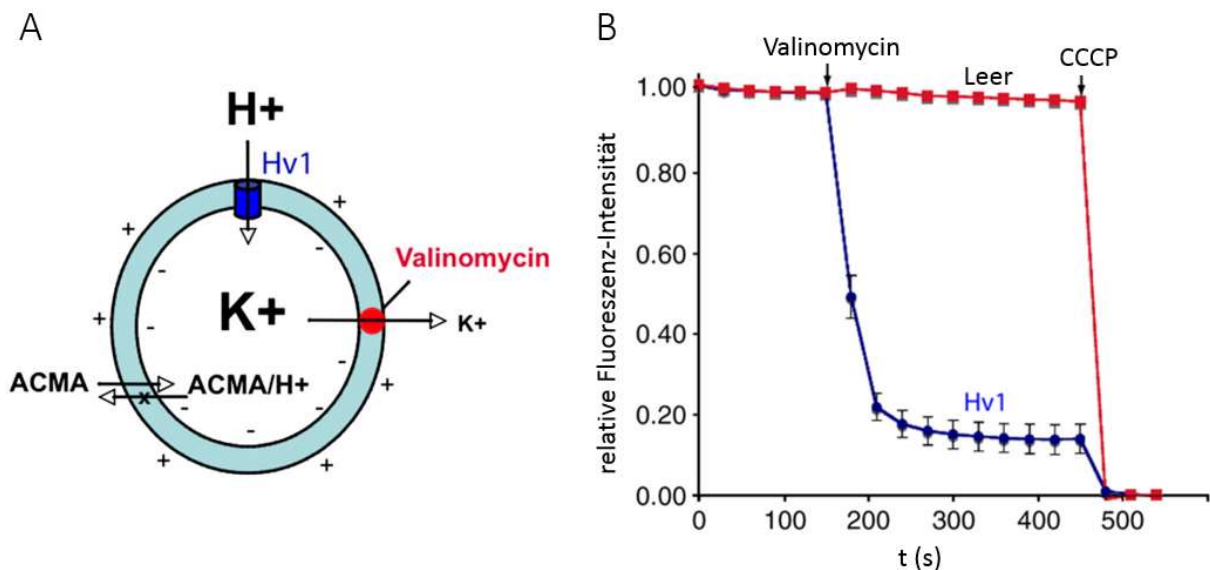 A
H+
Hv1
Valinomycin
K+
K+
ACMA
ACMA/H+
x
+
+
+
+
+
+
-
-
-
-
-
-
-
B
Valinomycin
Leer
CCCP
relative Fluoreszenz-Intensität
1.00
0.80
0.60
0.40
0.20
0.00
Hv1
0
100
200
300
400
500
t (s)